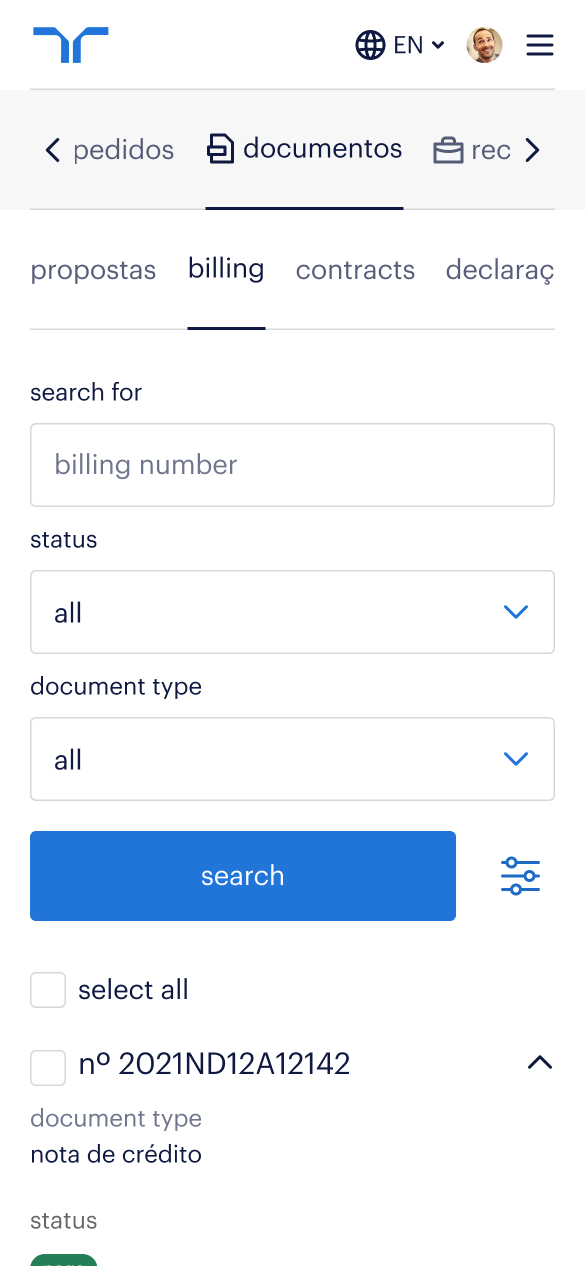 EN
pedidos documentos rec
propostas billing contracts declaraç
search for
billing number
status
all
document type
all
search
select all
nº 2021ND12A12142
document type
nota de crédito
status